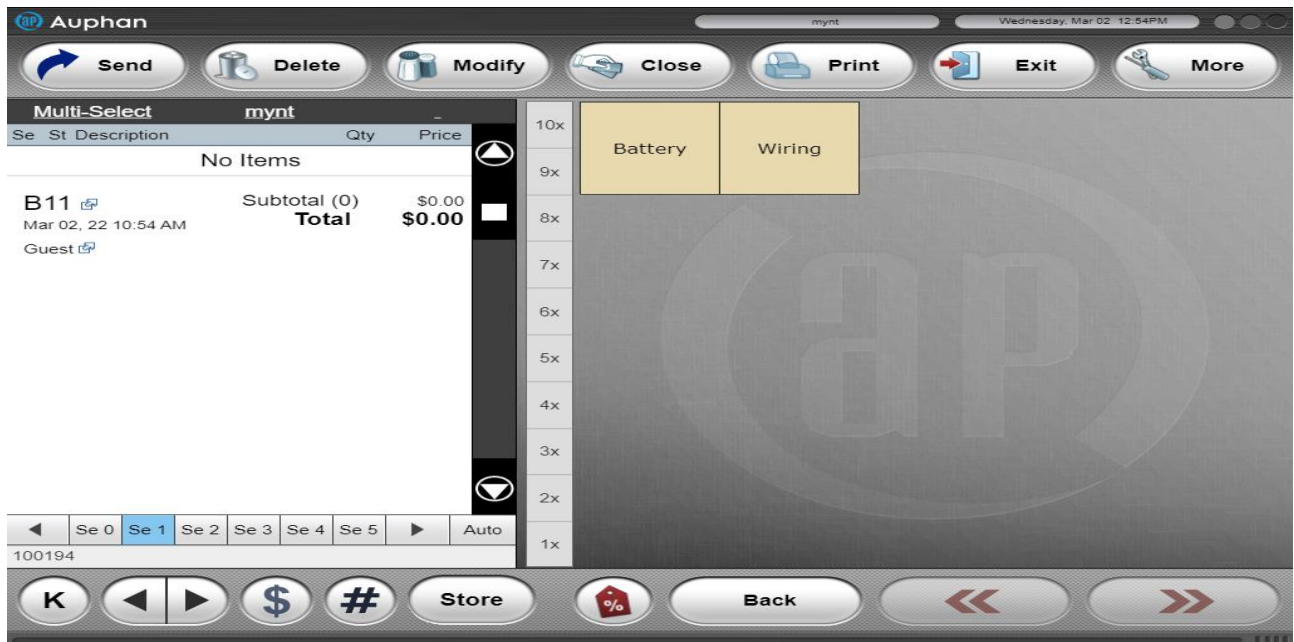 Auphan mynt Wednesday, Mar 02 12:54PM
Send Delete Modify Close Print Exit More
Multi-Select mynt _
Se St Description Qty Price
No Items
B11 Subtotal (0) $0.00
Mar 02, 22 10:54 AM Total $0.00
Guest
10x
9x
8x
7x
6x
5x
4x
3x
2x
1x
Battery Wiring
ap
Se 0 Se 1 Se 2 Se 3 Se 4 Se 5 Auto
100194
K $ # Store % Back